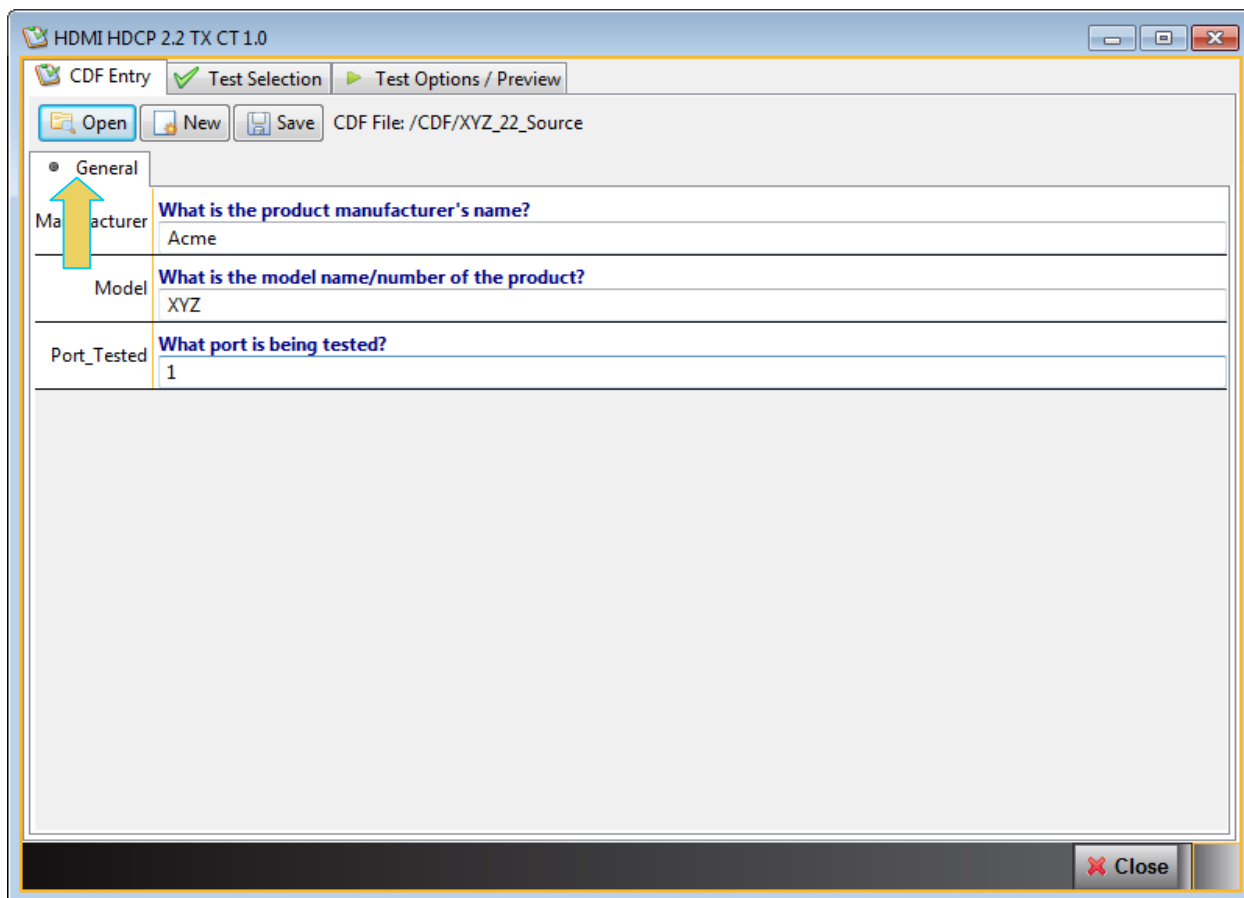 HDMI HDCP 2.2 TX CT 1.0
CDF Entry Test Selection Test Options / Preview
Open New Save CDF File: /CDF/XYZ_22_Source
General
What is the product manufacturer's name?
Acme
Model What is the model name/number of the product?
XYZ
Port_Tested What port is being tested?
1
Close